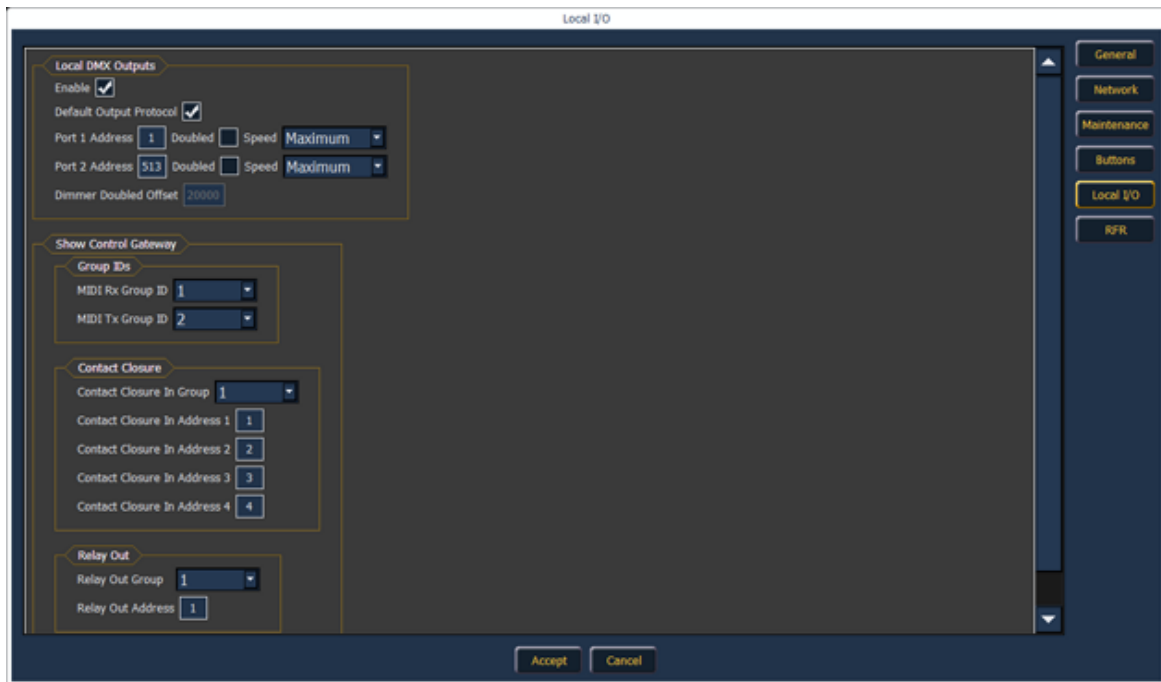 Local I/O
Local DMX Outputs
Enable
Default Output Protocol
Port 1 Address 1 Doubled Speed Maximum
Port 2 Address 513 Doubled Speed Maximum
Dimmer Doubled Offset 20000
Show Control Gateway
Group IDs
MIDI Rx Group ID 1
MIDI Tx Group ID 2
Contact Closure
Contact Closure In Group 1
Contact Closure In Address 1 1
Contact Closure In Address 2 2
Contact Closure In Address 3 3
Contact Closure In Address 4 4
Relay Out
Relay Out Group 1
Relay Out Address 1
General
Network
Maintenance
Buttons
Local I/O
RFR
Accept Cancel